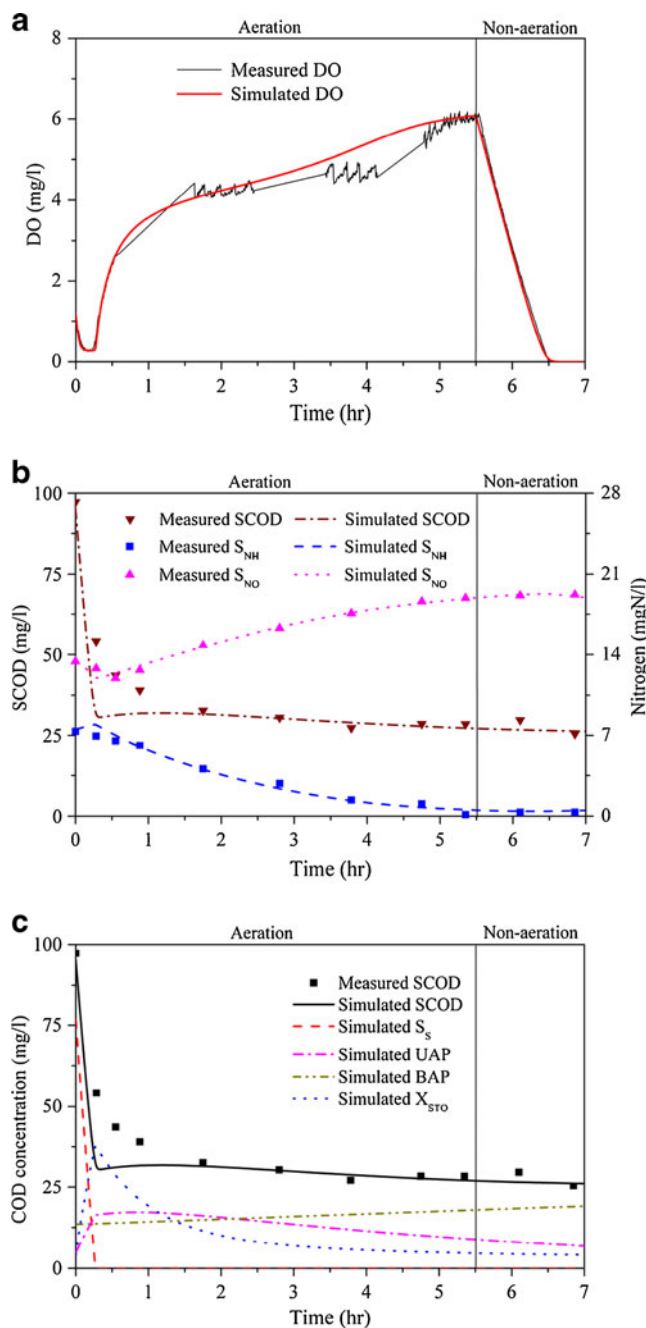 a
Aeration Non-aeration
8
6
4
2
0
DO (mg/l)
Measured DO
Simulated DO
0 1 2 3 4 5 6 7
Time (hr)
b
Aeration Non-aeration
100
75
50
25
0
SCOD (mg/l)
Measured SCOD Simulated SCOD
Measured S_NH Simulated S_NH
Measured S_NO Simulated S_NO
28
21
14
7
0
Nitrogen (mgN/l)
0 1 2 3 4 5 6 7
Time (hr)
c
Aeration Non-aeration
100
75
50
25
0
COD concentration (mg/l)
Measured SCOD
Simulated SCOD
Simulated S_S
Simulated UAP
Simulated BAP
Simulated X_STO
0 1 2 3 4 5 6 7
Time (hr)